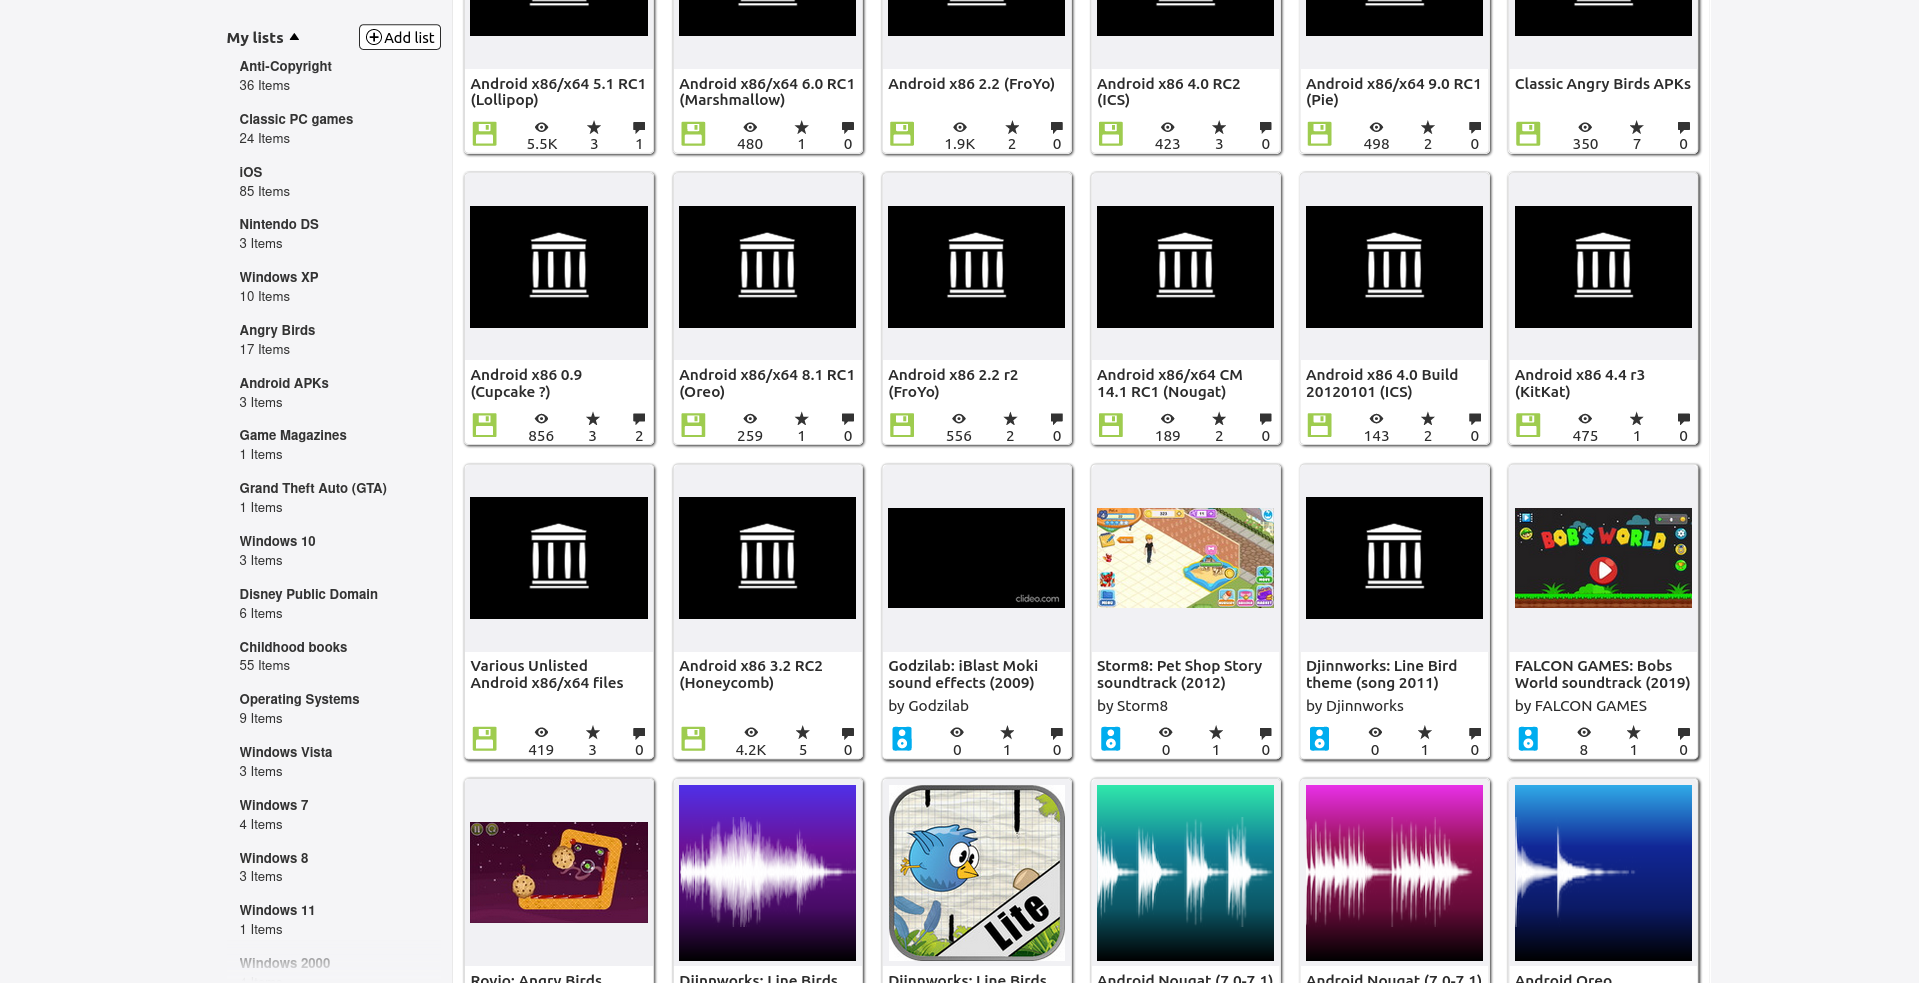 My lists
Add list
Anti-Copyright
36 Items
Classic PC games
24 Items
iOS
85 Items
Nintendo DS
3 Items
Windows XP
10 Items
Angry Birds
17 Items
Android APKs
3 Items
Game Magazines
1 Items
Grand Theft Auto (GTA)
1 Items
Windows 10
3 Items
Disney Public Domain
6 Items
Childhood books
55 Items
Operating Systems
9 Items
Windows Vista
3 Items
Windows 7
4 Items
Windows 8
3 Items
Windows 11
1 Items
Windows 2000
Android x86/x64 5.1 RC1
(Lollipop)
5.5K 3 1
Android x86/x64 6.0 RC1
(Marshmallow)
480 1 0
Android x86 2.2 (FroYo)
1.9K 2 0
Android x86 4.0 RC2
(ICS)
423 3 0
Android x86/x64 9.0 RC1
(Pie)
498 2 0
Classic Angry Birds APKs
350 7 0
Android x86 0.9
(Cupcake ?)
856 3 2
Android x86/x64 8.1 RC1
(Oreo)
259 1 0
Android x86 2.2 r2
(FroYo)
556 2 0
Android x86/x64 CM
14.1 RC1 (Nougat)
189 2 0
Android x86 4.0 Build
20120101 (ICS)
143 2 0
Android x86 4.4 r3
(KitKat)
475 1 0
Various Unlisted
Android x86/x64 files
419 3 0
Android x86 3.2 RC2
(Honeycomb)
4.2K 5 0
clideo.com
Godzilab: iBlast Moki
sound effects (2009)
by Godzilab
0 1 0
Storm8: Pet Shop Story
soundtrack (2012)
by Storm8
0 1 0
Djinnworks: Line Bird
theme (song 2011)
by Djinnworks
0 1 0
BOB'S WORLD
FALCON GAMES: Bobs
World soundtrack (2019)
by FALCON GAMES
8 1 0
Rovio: Angry Birds
Djinnworks: Line Birds
Lite
Djinnworks: Line Birds
Android Nougat (7.0-7.1)
Android Nougat (7.0-7.1)
Android Oreo